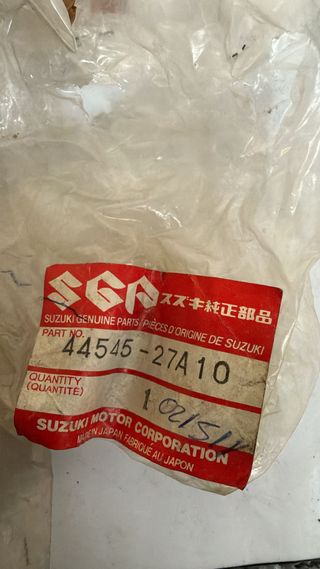 SGP スズキ純正部品
SUZUKI GENUINE PARTS/PIÈCES D'ORIGINE DE SUZUKI
PART NO.
44545-27A10
QUANTITY
(QUANTITÉ)
1
SUZUKI MOTOR CORPORATION
MADE IN JAPAN FABRIQUÉ AU JAPON